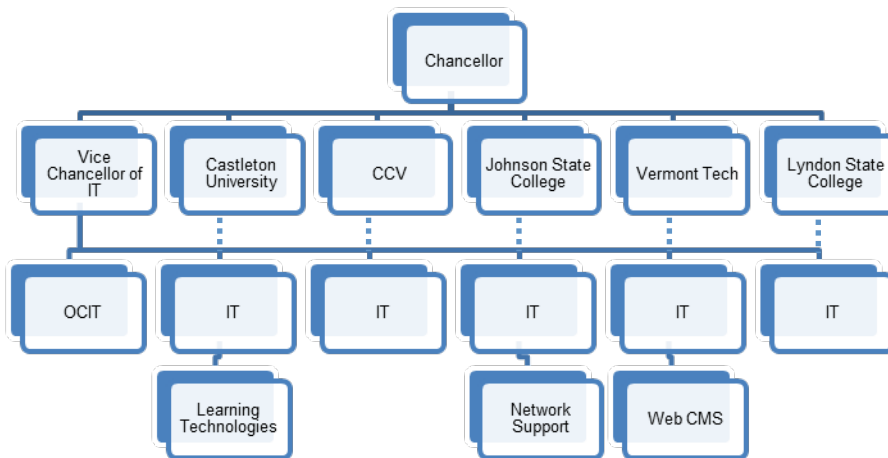 Chancellor
Vice
Chancellor of
IT
Castleton
University
CCV
Johnson State
College
Vermont Tech
Lyndon State
College
OCIT
IT
IT
IT
IT
IT
Learning
Technologies
Network
Support
Web CMS